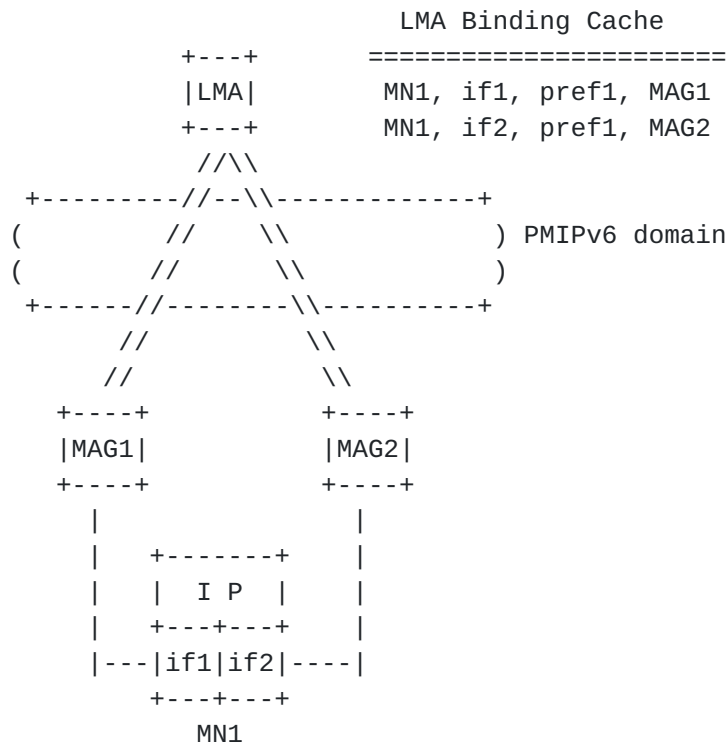 LMA Binding Cache
+---+ =======================
|LMA| MN1, if1, pref1, MAG1
+---+ MN1, if2, pref1, MAG2
//\\
+---------//--\\-------------+
( // \\ ) PMIPv6 domain
( // \\ )
+------//--------\\----------+
// \\
// \\
+----+ +----+
|MAG1| |MAG2|
+----+ +----+
| |
| +-------+ |
| | I P | |
| +---+---+ |
|---|if1|if2|----|
+---+---+
MN1